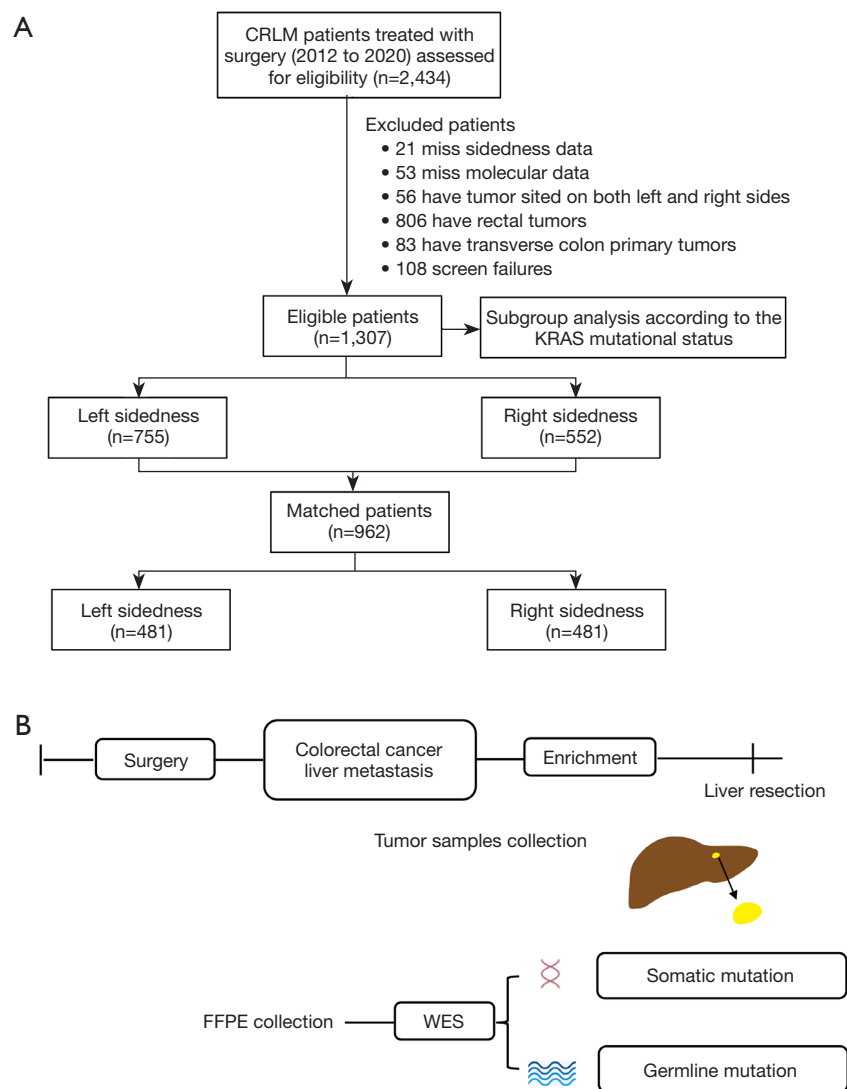 A
CRLM patients treated with
surgery (2012 to 2020) assessed
for eligibility (n=2,434)
Excluded patients
• 21 miss sidedness data
• 53 miss molecular data
• 56 have tumor sited on both left and right sides
• 806 have rectal tumors
• 83 have transverse colon primary tumors
• 108 screen failures
Eligible patients
(n=1,307)
Subgroup analysis according to the
KRAS mutational status
Left sidedness
(n=755)
Right sidedness
(n=552)
Matched patients
(n=962)
Left sidedness
(n=481)
Right sidedness
(n=481)
B
Surgery
Colorectal cancer
liver metastasis
Enrichment
Liver resection
Tumor samples collection
FFPE collection
WES
Somatic mutation
Germline mutation